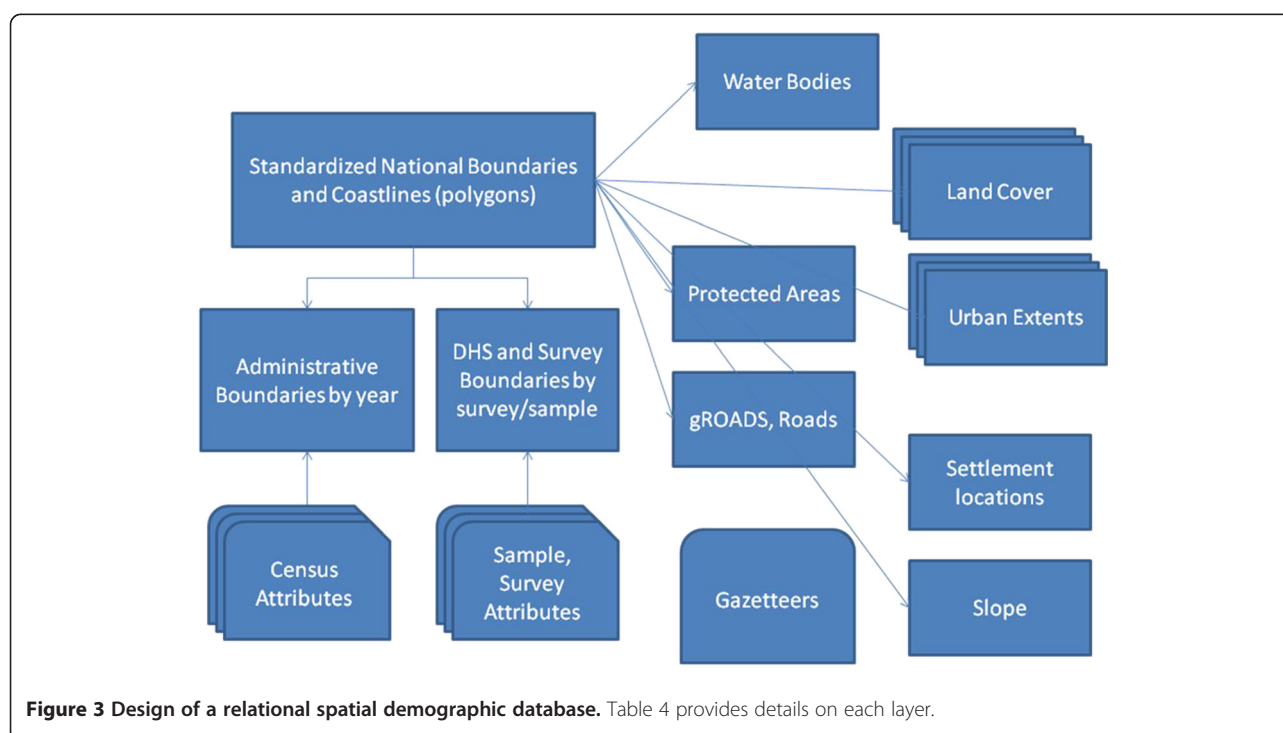 Water Bodies
Standardized National Boundaries
and Coastlines (polygons)
Land Cover
Protected Areas
Urban Extents
Administrative
Boundaries by year
DHS and Survey
Boundaries by
survey/sample
gROADS, Roads
Settlement
locations
Census
Attributes
Sample,
Survey
Attributes
Gazetteers
Slope
Figure 3 Design of a relational spatial demographic database. Table 4 provides details on each layer.